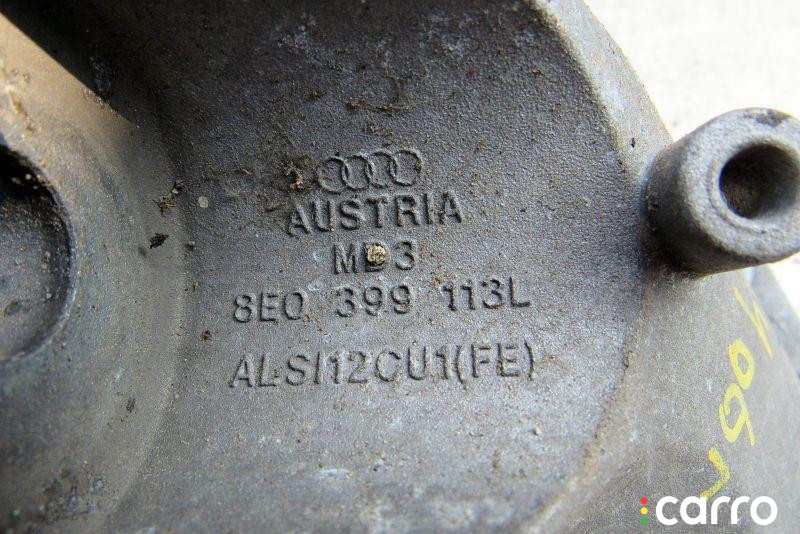 AUSTRIA
8E0 399 113L
ALSI12CU1(FE)
carro